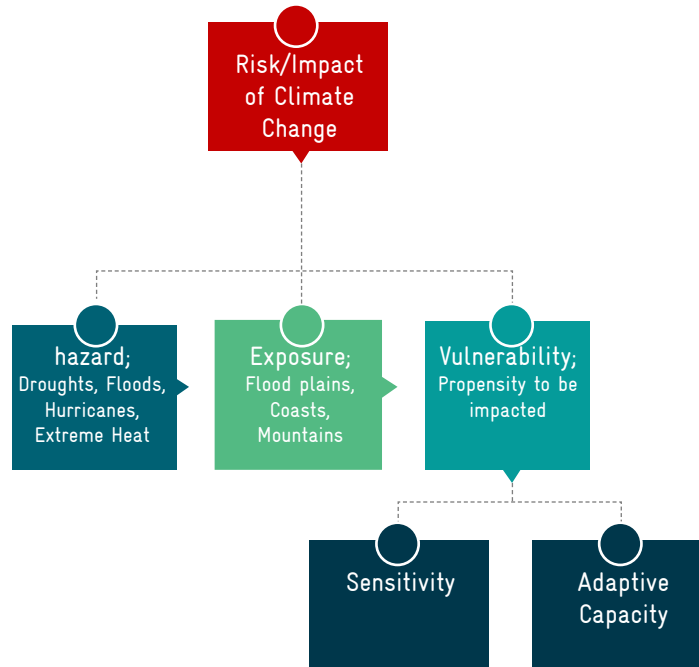 Risk/Impact
of Climate
Change
hazard;
Droughts, Floods,
Hurricanes,
Extreme Heat
Exposure;
Flood plains,
Coasts,
Mountains
Vulnerability;
Propensity to be
impacted
Sensitivity
Adaptive
Capacity